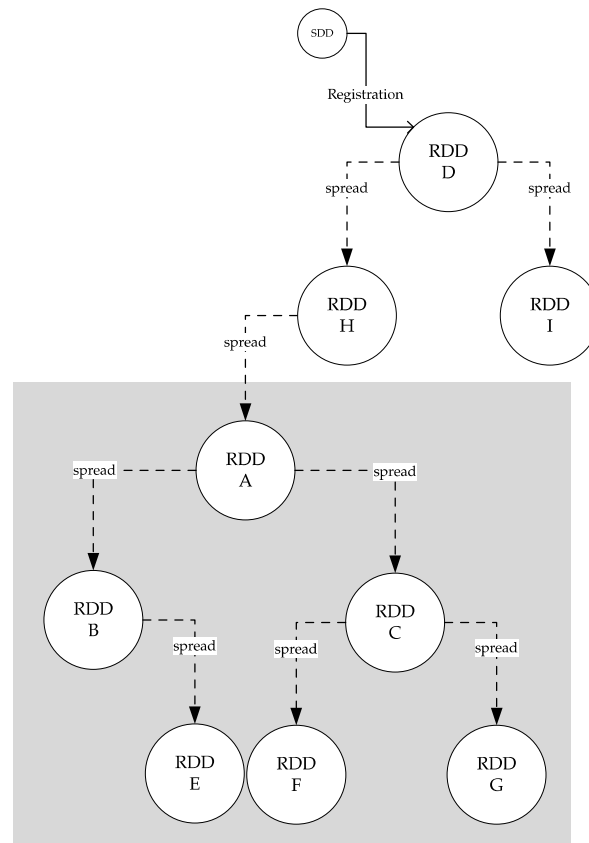 SDD
Registration
RDD
D
spread
spread
RDD
H
RDD
I
spread
RDD
A
spread
spread
RDD
B
RDD
C
spread
spread
spread
RDD
E
RDD
F
RDD
G